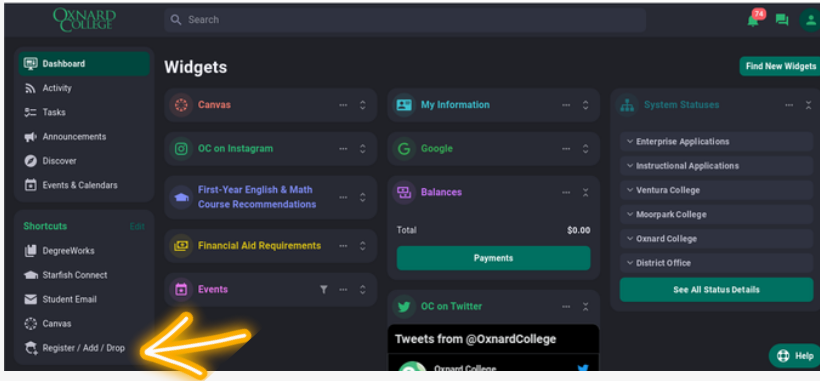 OXNARD
COLLEGE
Search
74
Dashboard
Activity
Tasks
Announcements
Discover
Events & Calendars
Shortcuts
Edit
DegreeWorks
Starfish Connect
Student Email
Canvas
Register / Add / Drop
Widgets
Find New Widgets
Canvas
OC on Instagram
First-Year English & Math
Course Recommendations
Financial Aid Requirements
Events
My Information
Google
Balances
Total
$0.00
Payments
OC on Twitter
Tweets from @OxnardCollege
Oxnard College
System Statuses
Enterprise Applications
Instructional Applications
Ventura College
Moorpark College
Oxnard College
District Office
See All Status Details
Help